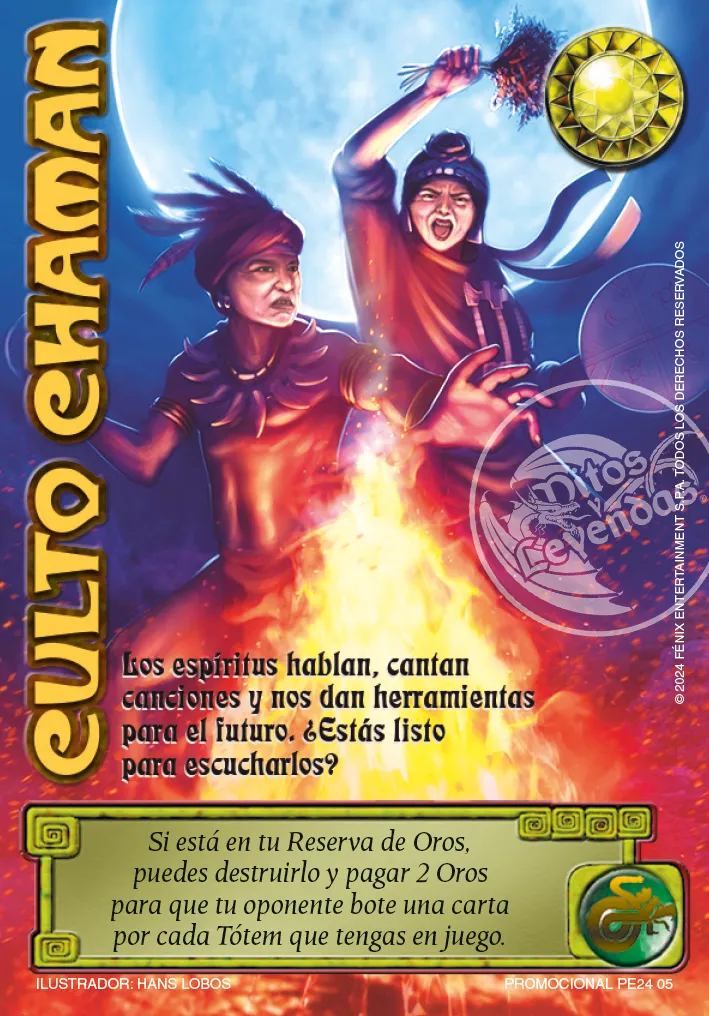 CULTO CHAMAN
Los espíritus hablan, cantan
canciones y nos dan herramientas
para el futuro. ¿Estás listo
para escucharlos?
Mitos
y
Leyendas
©2024 FÉNIX ENTERTAINMENT S.P.A. TODOS LOS DERECHOS RESERVADOS
Si está en tu Reserva de Oros,
puedes destruirlo y pagar 2 Oros
para que tu oponente bote una carta
por cada Tótem que tengas en juego.
ILUSTRADOR: HANS LOBOS
PROMOCIONAL PE24 05